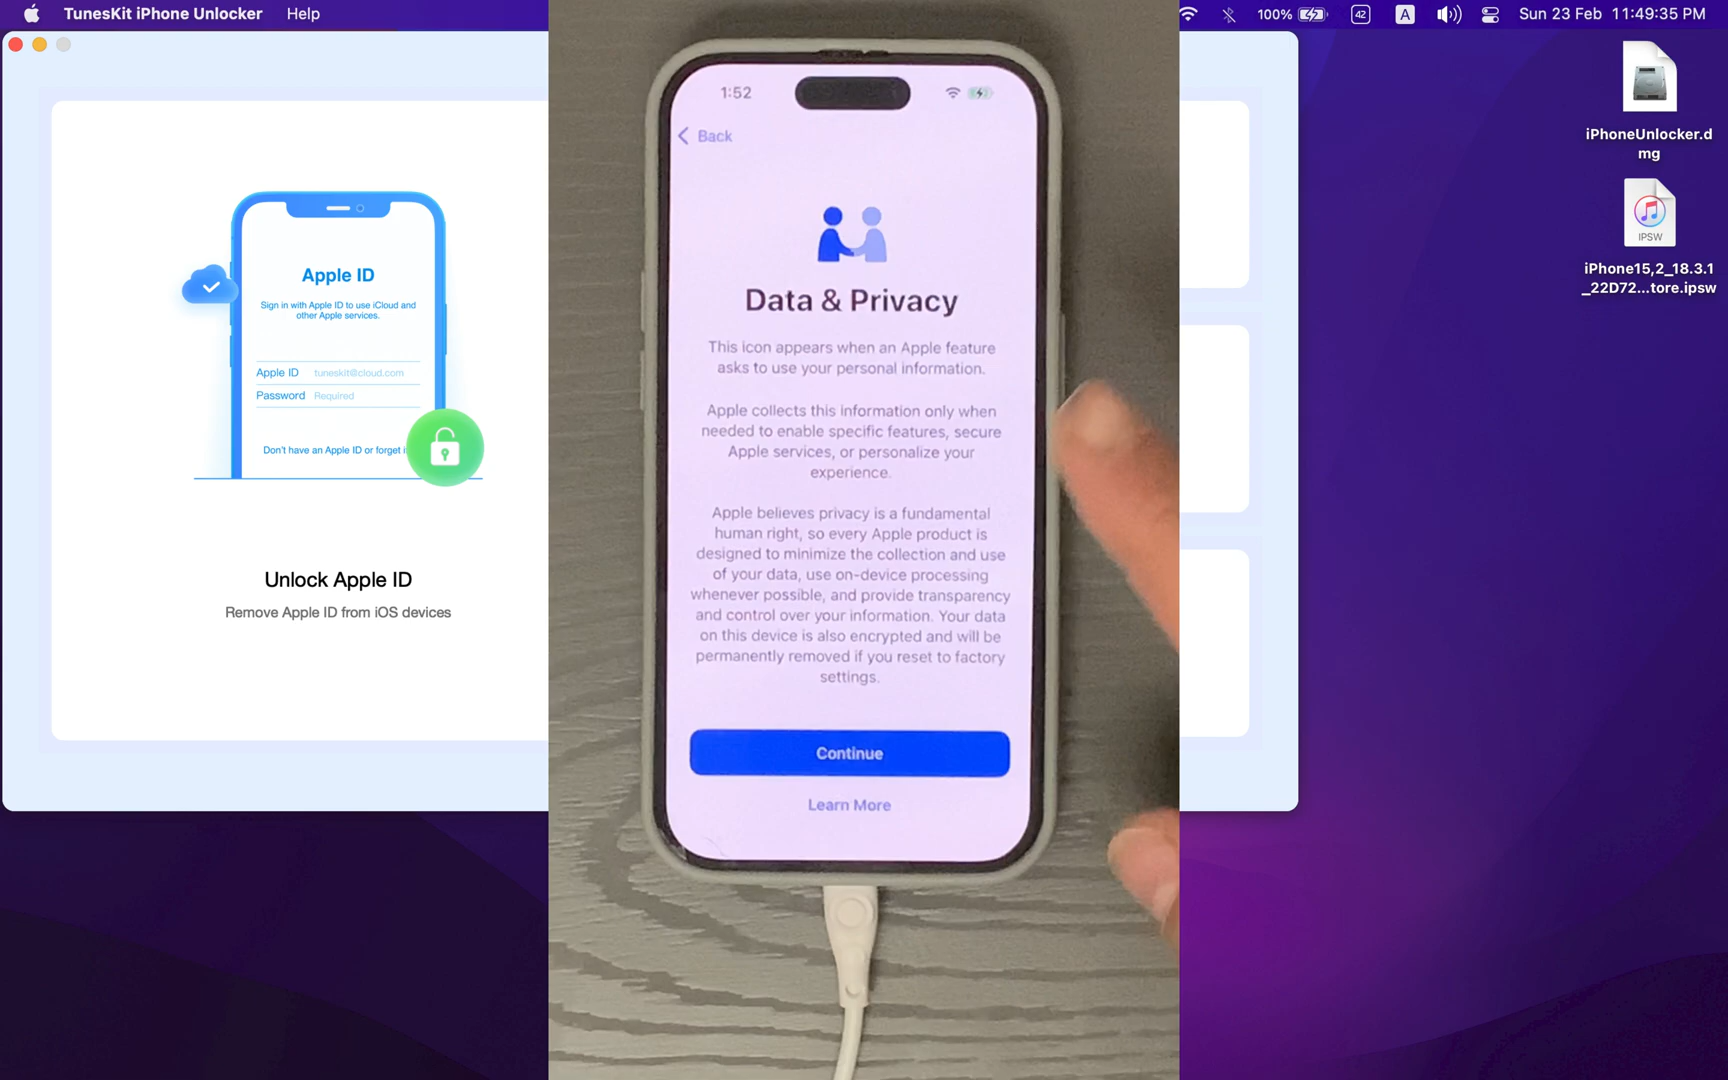 TunesKit iPhone Unlocker Help
100% 42 A Sun 23 Feb 11:49:35 PM
Apple ID
Sign in with Apple ID to use iCloud and
other Apple services.
Apple ID tuneskit@cloud.com
Password Required
Don't have an Apple ID or forget i
Unlock Apple ID
Remove Apple ID from iOS devices
1:52
Back
Data & Privacy
This icon appears when an Apple feature
asks to use your personal information.
Apple collects this information only when
needed to enable specific features, secure
Apple services, or personalize your
experience.
Apple believes privacy is a fundamental
human right, so every Apple product is
designed to minimize the collection and use
of your data, use on-device processing
whenever possible, and provide transparency
and control over your information. Your data
on this device is also encrypted and will be
permanently removed if you reset to factory
settings.
Continue
Learn More
iPhoneUnlocker.d
mg
IPSW
iPhone15,2_18.3.1
_22D72...tore.ipsw